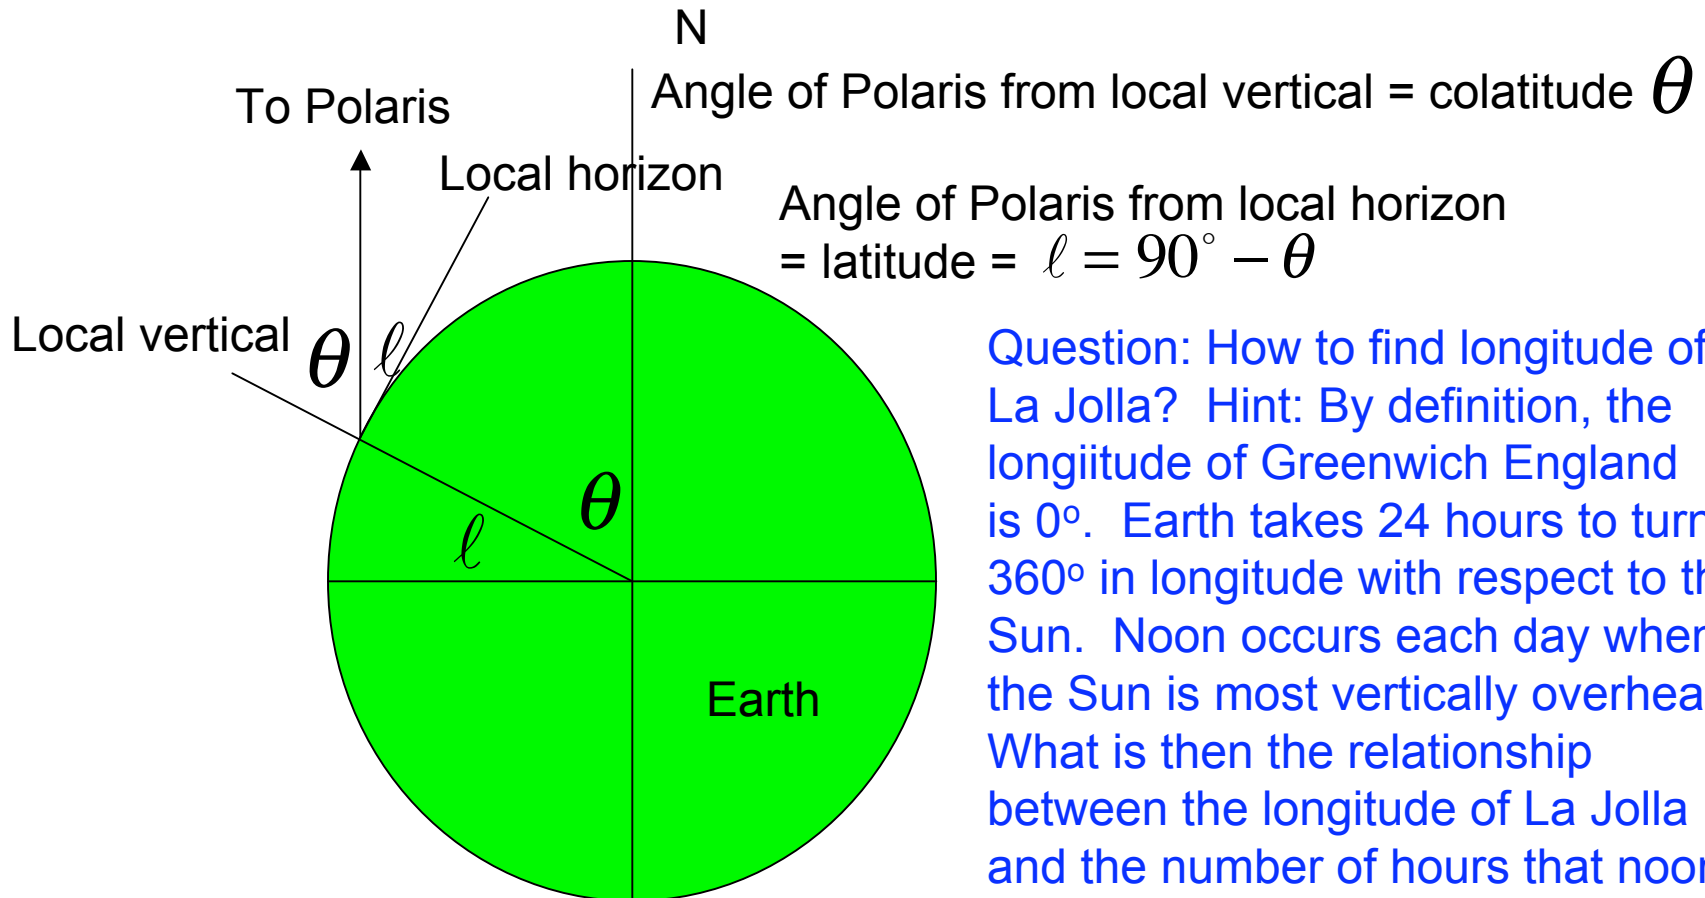 N
Angle of Polaris from local vertical = colatitude θ
To Polaris
Local horizon
Angle of Polaris from local horizon
= latitude = ℓ = 90° − θ
Local vertical
θ ℓ
θ
ℓ
Earth
Question: How to find longitude of
La Jolla? Hint: By definition, the
longiitude of Greenwich England
is 0º. Earth takes 24 hours to turn
360º in longitude with respect to th
Sun. Noon occurs each day when
the Sun is most vertically overhea
What is then the relationship
between the longitude of La Jolla
and the number of hours that noon